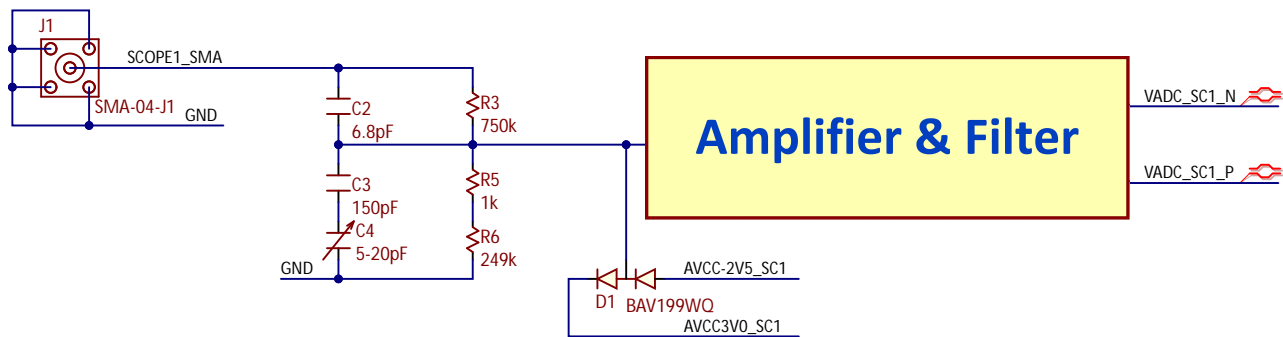 J1
SCOPE1_SMA
SMA-04-J1
GND
C2
6.8pF
R3
750k
C3
150pF
C4
5-20pF
R5
1k
R6
249k
GND
Amplifier & Filter
VADC_SC1_N
VADC_SC1_P
D1
BAV199WQ
AVCC-2V5_SC1
AVCC3V0_SC1